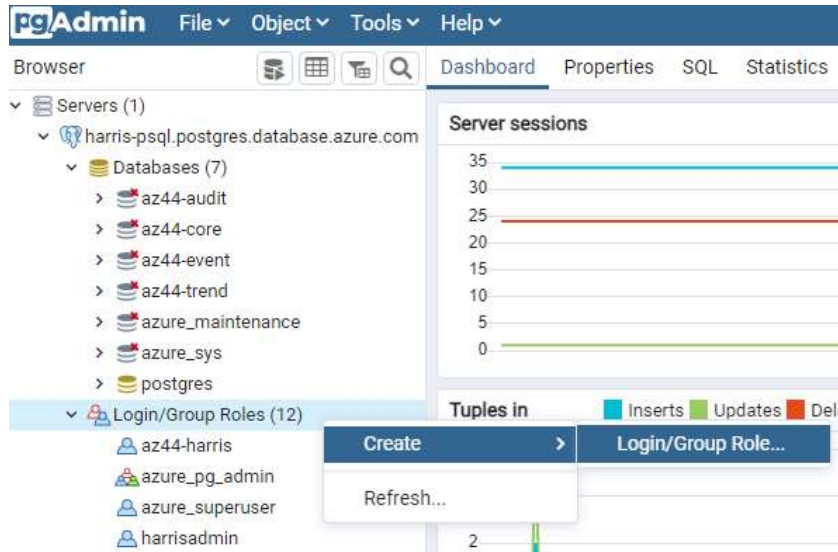 pgAdmin File Object Tools Help
Browser Dashboard Properties SQL Statistics
Servers (1)
harris-psql.postgres.database.azure.com
Databases (7)
az44-audit
az44-core
az44-event
az44-trend
azure_maintenance
azure_sys
postgres
Login/Group Roles (12)
az44-harris
azure_pg_admin
azure_superuser
harrisadmin
Create
Refresh...
Login/Group Role...
Server sessions
35
30
25
20
15
10
5
0
Tuples in Inserts Updates Del
2